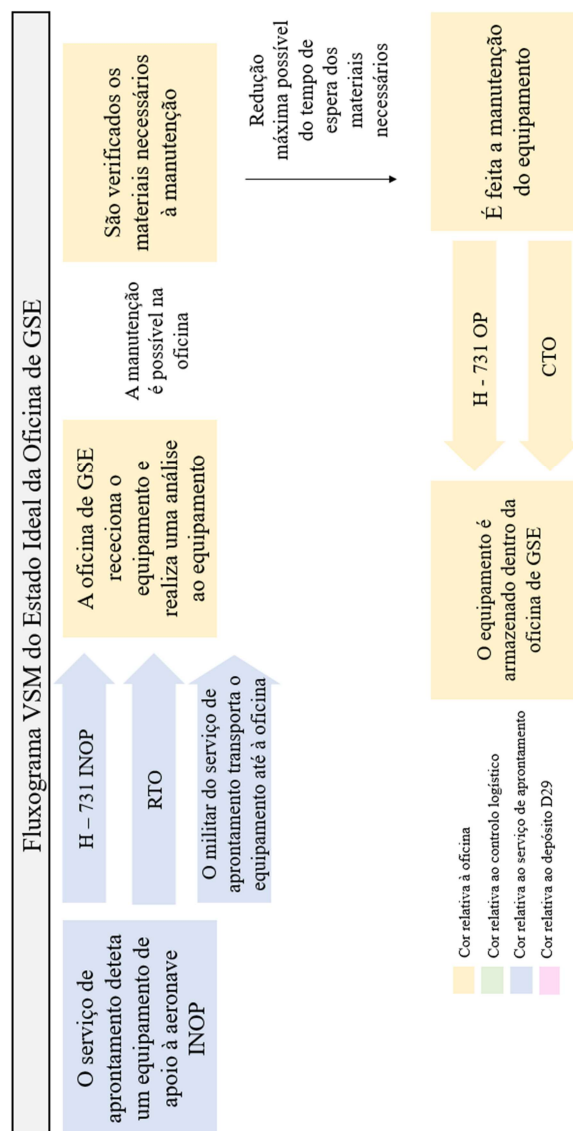 Fluxograma VSM do Estado Ideal da Oficina de GSE
O serviço de
aprontamento deteta
um equipamento de
apoio à aeronave
INOP
H – 731 INOP
RTO
O militar do serviço de
aprontamento transporta o
equipamento até à oficina
A oficina de GSE
receciona o
equipamento e
realiza uma análise
ao equipamento
A manutenção
é possível na
oficina
São verificados os
materiais necessários
à manutenção
Redução
máxima possível
do tempo de
espera dos
materiais
necessários
É feita a manutenção
do equipamento
H - 731 OP
CTO
O equipamento é
armazenado dentro da
oficina de GSE
Cor relativa à oficina
Cor relativa ao controlo logístico
Cor relativa ao serviço de aprontamento
Cor relativa ao depósito D29